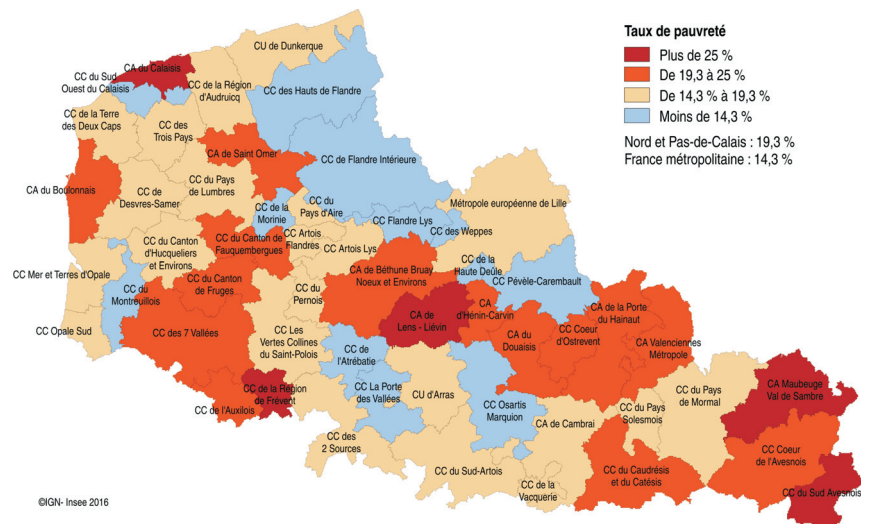 Taux de pauvreté
Plus de 25 %
De 19,3 à 25 %
De 14,3 % à 19,3 %
Moins de 14,3 %
Nord et Pas-de-Calais : 19,3 %
France métropolitaine : 14,3 %
CU de Dunkerque
CA du Calaisis
CC du Sud
Ouest du Calaisis
CC de la Région
d'Audruicq
CC des Hauts de Flandre
CC de la Terre
des Deux Caps
CC des
Trois Pays
CA de Saint Omer
CC de Flandre Intérieure
CA du Boulonnais
CC de
Desvres-Samer
CC du Pays
de Lumbres
CC de la
Morinie
CC du
Pays d'Aire
Métropole européenne de Lille
CC Flandre Lys
CC des Weppes
CC du Canton
d'Hucqueliers
et Environs
CC du Canton de
Fauquembergues
CC Artois
Flandres
CC Artois Lys
CC Mer et Terres d'Opale
CC du
Montreuillois
CC du Canton
de Fruges
CC du
Pernois
CA de Béthune Bruay
Noeux et Environs
CC de la
Haute Deûle
CC Pévèle-Carembault
CC Opale Sud
CC des 7 Vallées
CC Les
Vertes Collines
du Saint-Polois
CA de
Lens - Liévin
CA
d'Hénin-Carvin
CA du
Douaisis
CC Coeur
d'Ostrevent
CA de la Porte
du Hainaut
CA Valenciennes
Métropole
CC de
l'Atrébatie
CC de la Région
de Frévent
CC de l'Auxilois
CC La Porte
des Vallées
CU d'Arras
CC Osartis
Marquion
CA de Cambrai
CC du Pays
Solesmois
CC du Pays
de Mormal
CA Maubeuge
Val de Sambre
CC des
2 Sources
CC du Sud-Artois
CC de la
Vacquerie
CC du Caudrésis
et du Catésis
CC Coeur
de l'Avesnois
CC du Sud Avesnois
©IGN- Insee 2016